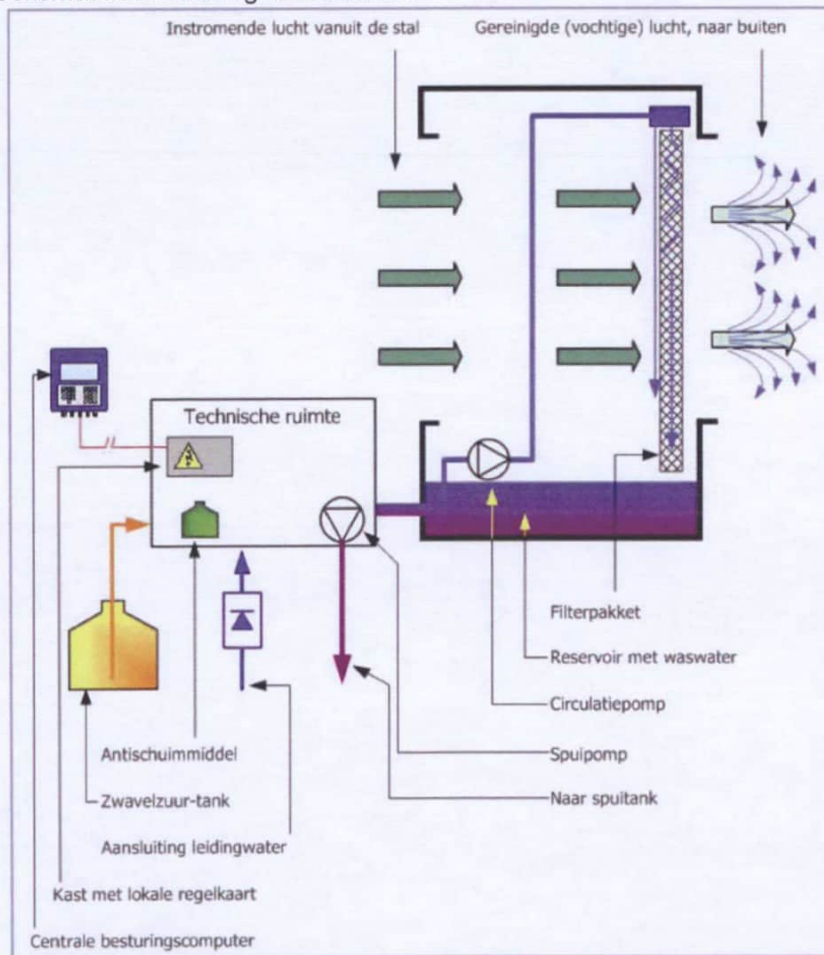 Instromende lucht vanuit de stal
Gereinigde (vochtige) lucht, naar buiten
Technische ruimte
Filterpakket
Reservoir met waswater
Circulatiepomp
Antischuimmiddel
Spuipomp
Zwavelzuur-tank
Naar spuitank
Aansluiting leidingwater
Kast met lokale regelkaart
Centrale besturingscomputer